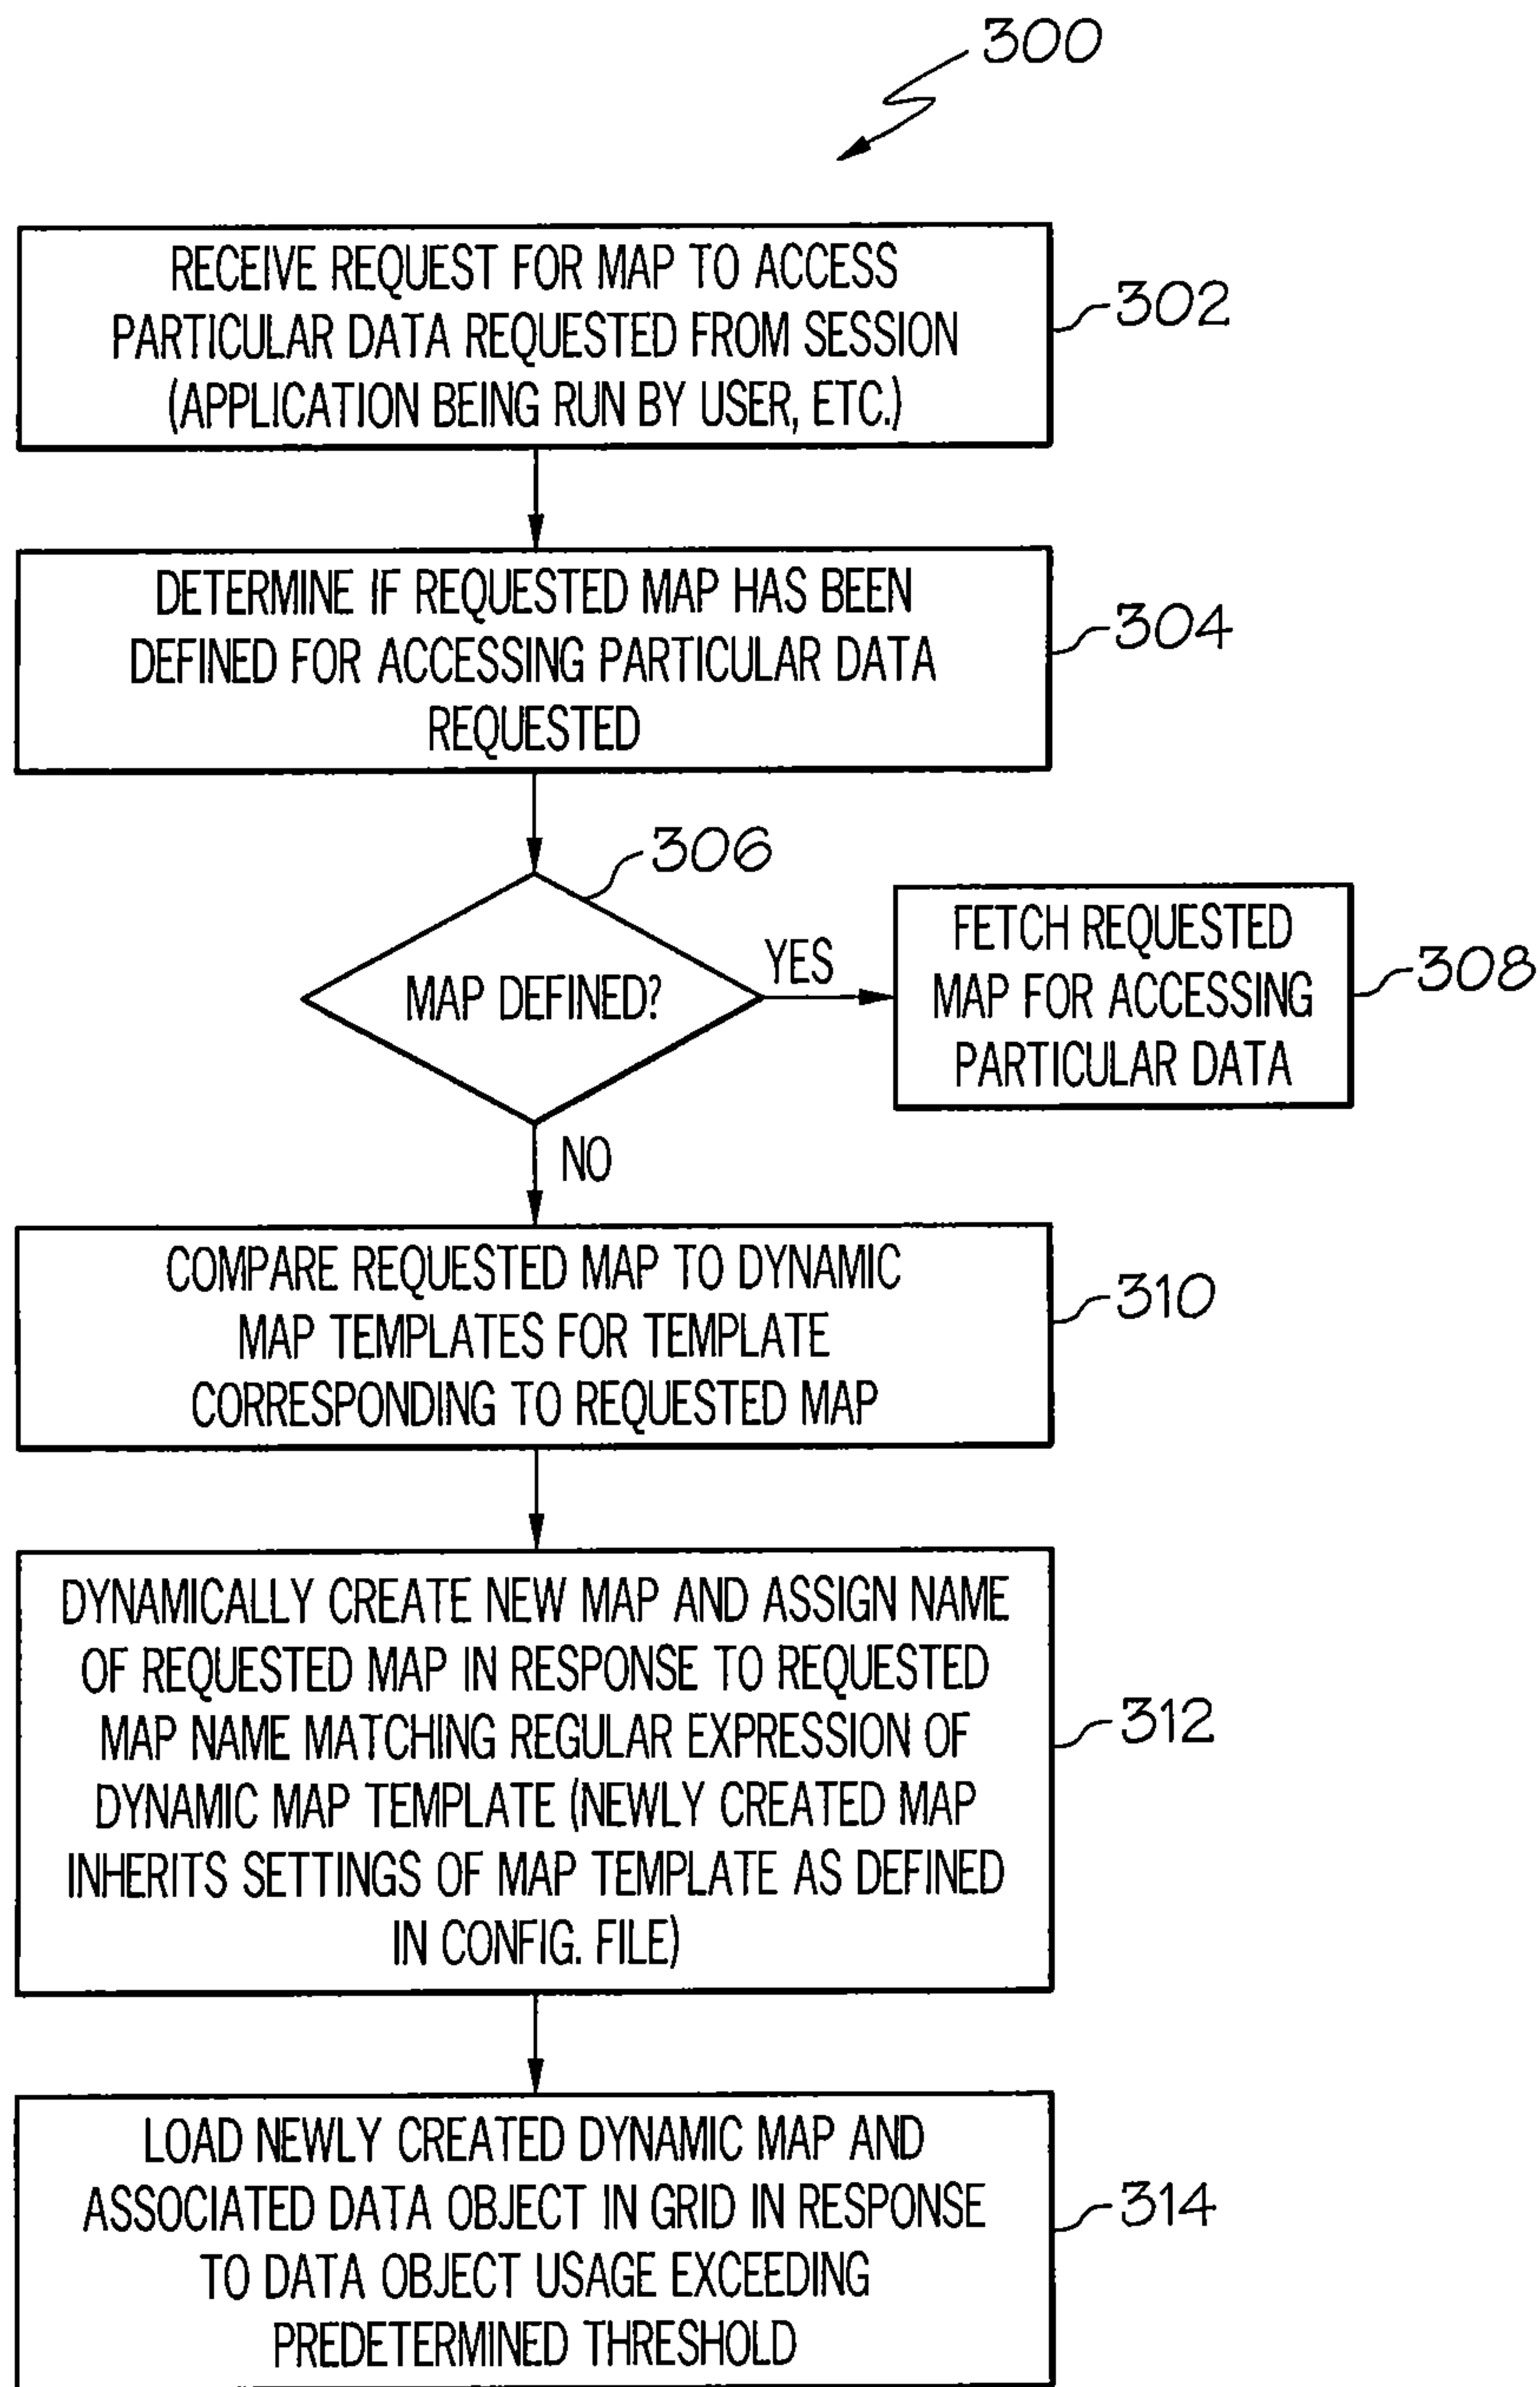 300
RECEIVE REQUEST FOR MAP TO ACCESS
PARTICULAR DATA REQUESTED FROM SESSION
(APPLICATION BEING RUN BY USER, ETC.)
302
DETERMINE IF REQUESTED MAP HAS BEEN
DEFINED FOR ACCESSING PARTICULAR DATA
REQUESTED
304
306
MAP DEFINED?
YES
FETCH REQUESTED
MAP FOR ACCESSING
PARTICULAR DATA
308
NO
COMPARE REQUESTED MAP TO DYNAMIC
MAP TEMPLATES FOR TEMPLATE
CORRESPONDING TO REQUESTED MAP
310
DYNAMICALLY CREATE NEW MAP AND ASSIGN NAME
OF REQUESTED MAP IN RESPONSE TO REQUESTED
MAP NAME MATCHING REGULAR EXPRESSION OF
DYNAMIC MAP TEMPLATE (NEWLY CREATED MAP
INHERITS SETTINGS OF MAP TEMPLATE AS DEFINED
IN CONFIG. FILE)
312
LOAD NEWLY CREATED DYNAMIC MAP AND
ASSOCIATED DATA OBJECT IN GRID IN RESPONSE
TO DATA OBJECT USAGE EXCEEDING
PREDETERMINED THRESHOLD
314